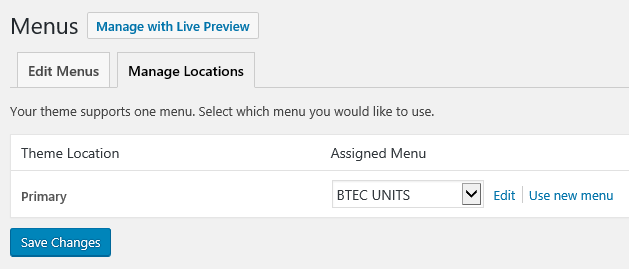 Menus Manage with Live Preview
Edit Menus Manage Locations
Your theme supports one menu. Select which menu you would like to use.
Theme Location Assigned Menu
Primary BTEC UNITS Edit Use new menu
Save Changes